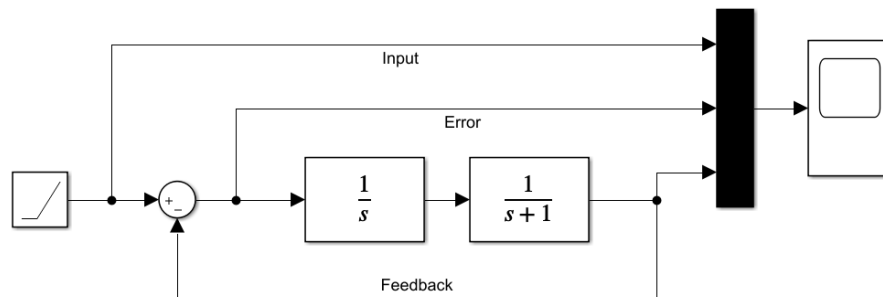 Input
Error
+
−
1
s
1
s + 1
Feedback